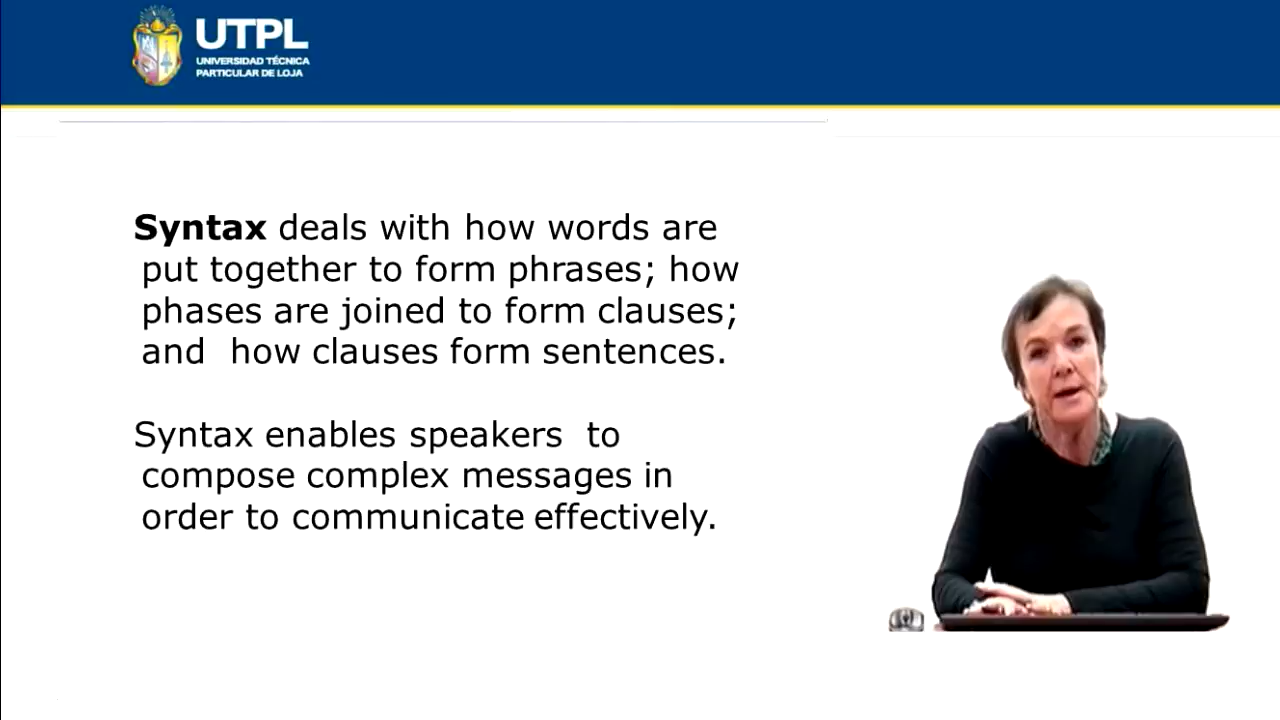 UTPL
UNIVERSIDAD TÉCNICA
PARTICULAR DE LOJA
Syntax deals with how words are
put together to form phrases; how
phases are joined to form clauses;
and how clauses form sentences.
Syntax enables speakers to
compose complex messages in
order to communicate effectively.